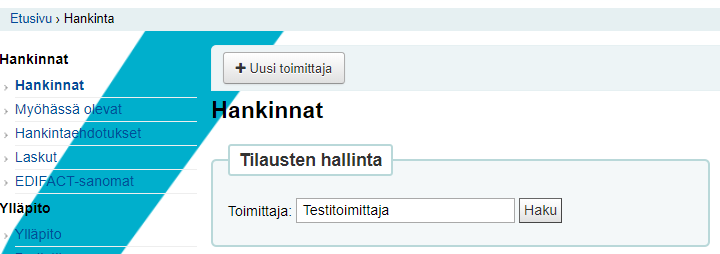 Etusivu › Hankinta
Hankinnat
Hankinnat
Myöhässä olevat
Hankintaehdotukset
Laskut
EDIFACT-sanomat
Ylläpito
Ylläpito
+ Uusi toimittaja
Hankinnat
Tilausten hallinta
Toimittaja: Testitoimittaja Haku